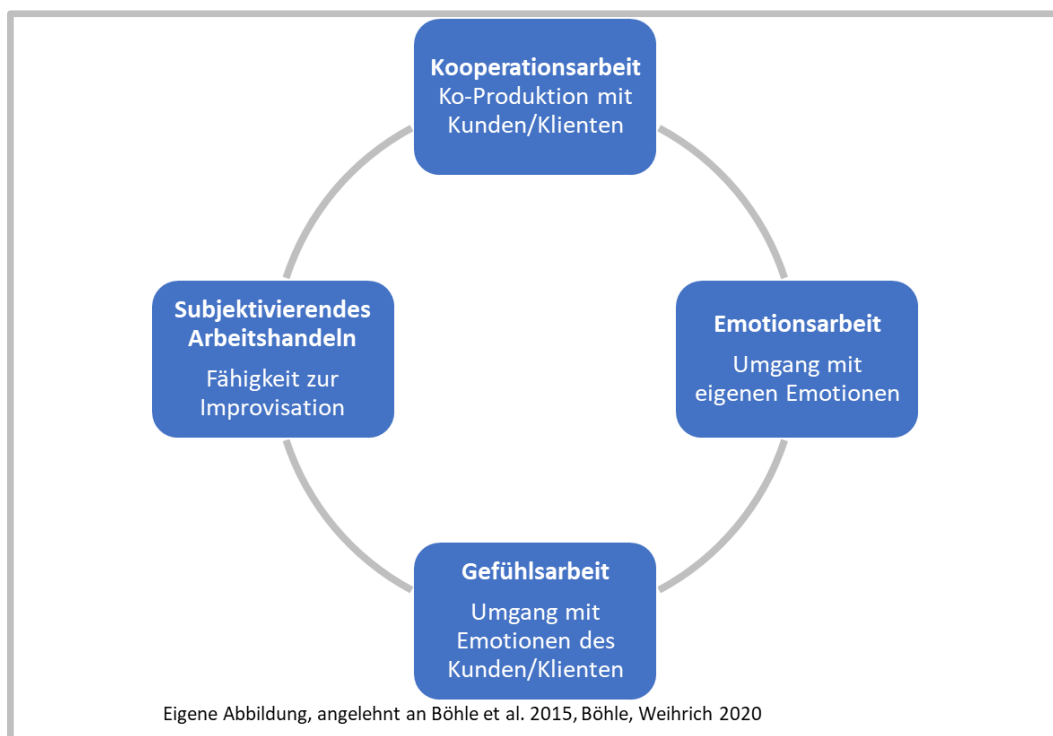 Kooperationsarbeit
Ko-Produktion mit
Kunden/Klienten
Subjektivierendes
Arbeitshandeln
Fähigkeit zur
Improvisation
Emotionsarbeit
Umgang mit
eigenen Emotionen
Gefühlsarbeit
Umgang mit
Emotionen des
Kunden/Klienten
Eigene Abbildung, angelehnt an Böhle et al. 2015, Böhle, Weihrich 2020